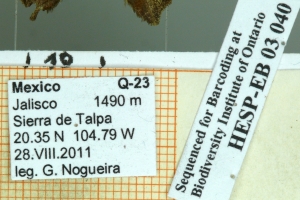 10
Mexico Q-23
Jalisco 1490 m
Sierra de Talpa
20.35 N 104.79 W
28.VIII.2011
leg. G. Nogueira
Sequenced for Barcoding at
Biodiversity Institute of Ontario
HESP-EB 03 040